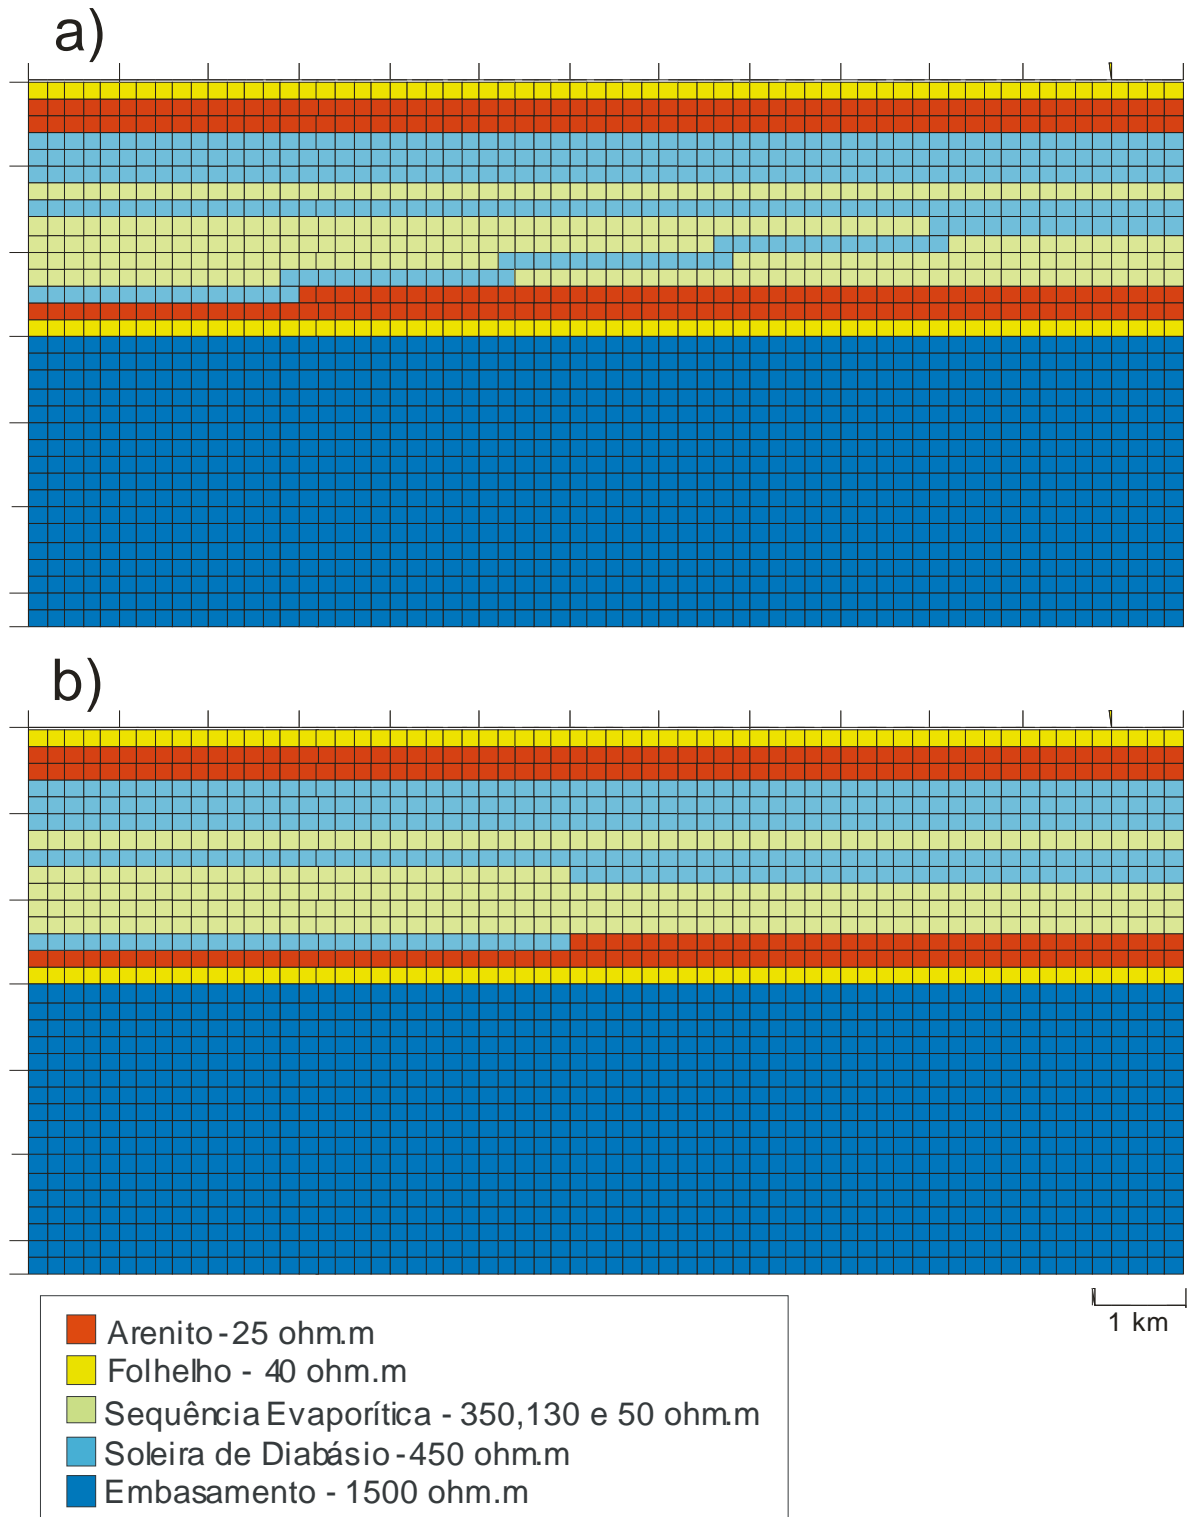 a)
b)
1 km
Arenito - 25 ohm.m
Folhelho - 40 ohm.m
Sequência Evaporítica - 350,130 e 50 ohm.m
Soleira de Diabásio - 450 ohm.m
Embasamento - 1500 ohm.m